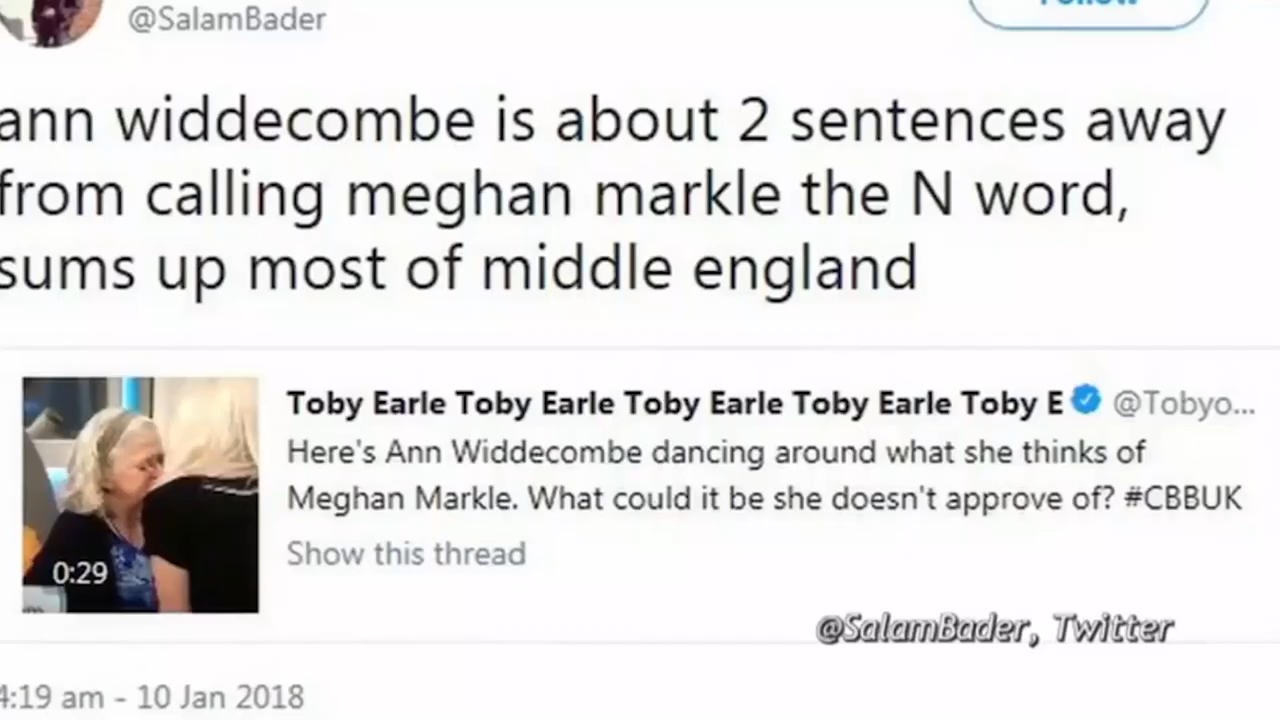 @SalamBader
Follow
ann widdecombe is about 2 sentences away
from calling meghan markle the N word,
sums up most of middle england
Toby Earle Toby Earle Toby Earle Toby Earle Toby E @Tobyo...
Here's Ann Widdecombe dancing around what she thinks of
Meghan Markle. What could it be she doesn't approve of? #CBBUK
Show this thread
0:29
@SalamBader, Twitter
4:19 am - 10 Jan 2018